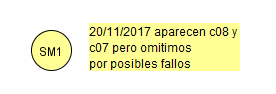 SM1
20/11/2017 aparecen c08 y
c07 pero omitimos
por posibles fallos